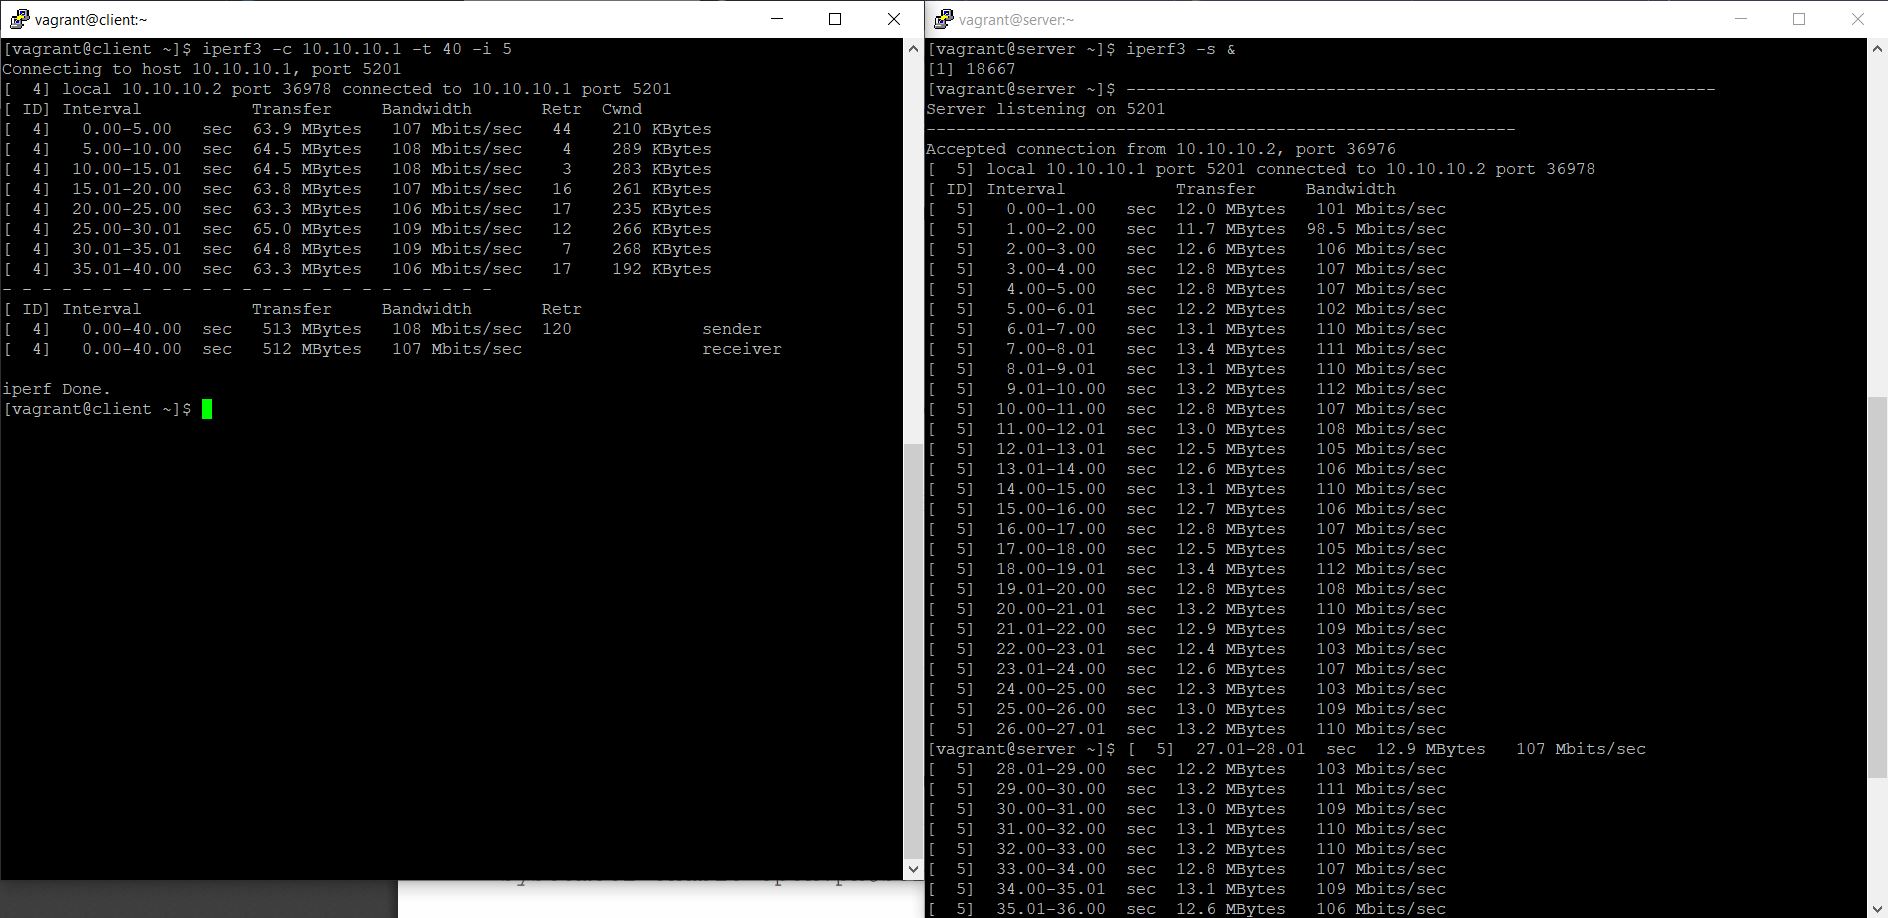 vagrant@client:~
[vagrant@client ~]$ iperf3 -c 10.10.10.1 -t 40 -i 5
Connecting to host 10.10.10.1, port 5201
[  4] local 10.10.10.2 port 36978 connected to 10.10.10.1 port 5201
[ ID] Interval           Transfer     Bandwidth       Retr  Cwnd
[  4]   0.00-5.00   sec  63.9 MBytes   107 Mbits/sec   44    210 KBytes
[  4]   5.00-10.00  sec  64.5 MBytes   108 Mbits/sec    4    289 KBytes
[  4]  10.00-15.01  sec  64.5 MBytes   108 Mbits/sec    3    283 KBytes
[  4]  15.01-20.00  sec  63.8 MBytes   107 Mbits/sec   16    261 KBytes
[  4]  20.00-25.00  sec  63.3 MBytes   106 Mbits/sec   17    235 KBytes
[  4]  25.00-30.01  sec  65.0 MBytes   109 Mbits/sec   12    266 KBytes
[  4]  30.01-35.01  sec  64.8 MBytes   109 Mbits/sec    7    268 KBytes
[  4]  35.01-40.00  sec  63.3 MBytes   106 Mbits/sec   17    192 KBytes
- - - - - - - - - - - - - - - - - - - - - - - - -
[ ID] Interval           Transfer     Bandwidth       Retr
[  4]   0.00-40.00  sec   513 MBytes   108 Mbits/sec  120             sender
[  4]   0.00-40.00  sec   512 MBytes   107 Mbits/sec                  receiver
iperf Done.
[vagrant@client ~]$
vagrant@server:~
[vagrant@server ~]$ iperf3 -s &
[1] 18667
[vagrant@server ~]$ -----------------------------------------------------------
Server listening on 5201
-----------------------------------------------------------
Accepted connection from 10.10.10.2, port 36976
[  5] local 10.10.10.1 port 5201 connected to 10.10.10.2 port 36978
[ ID] Interval           Transfer     Bandwidth
[  5]   0.00-1.00   sec  12.0 MBytes   101 Mbits/sec
[  5]   1.00-2.00   sec  11.7 MBytes  98.5 Mbits/sec
[  5]   2.00-3.00   sec  12.6 MBytes   106 Mbits/sec
[  5]   3.00-4.00   sec  12.8 MBytes   107 Mbits/sec
[  5]   4.00-5.00   sec  12.8 MBytes   107 Mbits/sec
[  5]   5.00-6.01   sec  12.2 MBytes   102 Mbits/sec
[  5]   6.01-7.00   sec  13.1 MBytes   110 Mbits/sec
[  5]   7.00-8.01   sec  13.4 MBytes   111 Mbits/sec
[  5]   8.01-9.01   sec  13.1 MBytes   110 Mbits/sec
[  5]   9.01-10.00  sec  13.2 MBytes   112 Mbits/sec
[  5]  10.00-11.00  sec  12.8 MBytes   107 Mbits/sec
[  5]  11.00-12.01  sec  13.0 MBytes   108 Mbits/sec
[  5]  12.01-13.01  sec  12.5 MBytes   105 Mbits/sec
[  5]  13.01-14.00  sec  12.6 MBytes   106 Mbits/sec
[  5]  14.00-15.00  sec  13.1 MBytes   110 Mbits/sec
[  5]  15.00-16.00  sec  12.7 MBytes   106 Mbits/sec
[  5]  16.00-17.00  sec  12.8 MBytes   107 Mbits/sec
[  5]  17.00-18.00  sec  12.5 MBytes   105 Mbits/sec
[  5]  18.00-19.01  sec  13.4 MBytes   112 Mbits/sec
[  5]  19.01-20.00  sec  12.8 MBytes   108 Mbits/sec
[  5]  20.00-21.01  sec  13.2 MBytes   110 Mbits/sec
[  5]  21.01-22.00  sec  12.9 MBytes   109 Mbits/sec
[  5]  22.00-23.01  sec  12.4 MBytes   103 Mbits/sec
[  5]  23.01-24.00  sec  12.6 MBytes   107 Mbits/sec
[  5]  24.00-25.00  sec  12.3 MBytes   103 Mbits/sec
[  5]  25.00-26.00  sec  13.0 MBytes   109 Mbits/sec
[  5]  26.00-27.01  sec  13.2 MBytes   110 Mbits/sec
[vagrant@server ~]$ [  5]  27.01-28.01  sec  12.9 MBytes   107 Mbits/sec
[  5]  28.01-29.00  sec  12.2 MBytes   103 Mbits/sec
[  5]  29.00-30.00  sec  13.2 MBytes   111 Mbits/sec
[  5]  30.00-31.00  sec  13.0 MBytes   109 Mbits/sec
[  5]  31.00-32.00  sec  13.1 MBytes   110 Mbits/sec
[  5]  32.00-33.00  sec  13.2 MBytes   110 Mbits/sec
[  5]  33.00-34.00  sec  12.8 MBytes   107 Mbits/sec
[  5]  34.00-35.01  sec  13.1 MBytes   109 Mbits/sec
[  5]  35.01-36.00  sec  12.6 MBytes   106 Mbits/sec